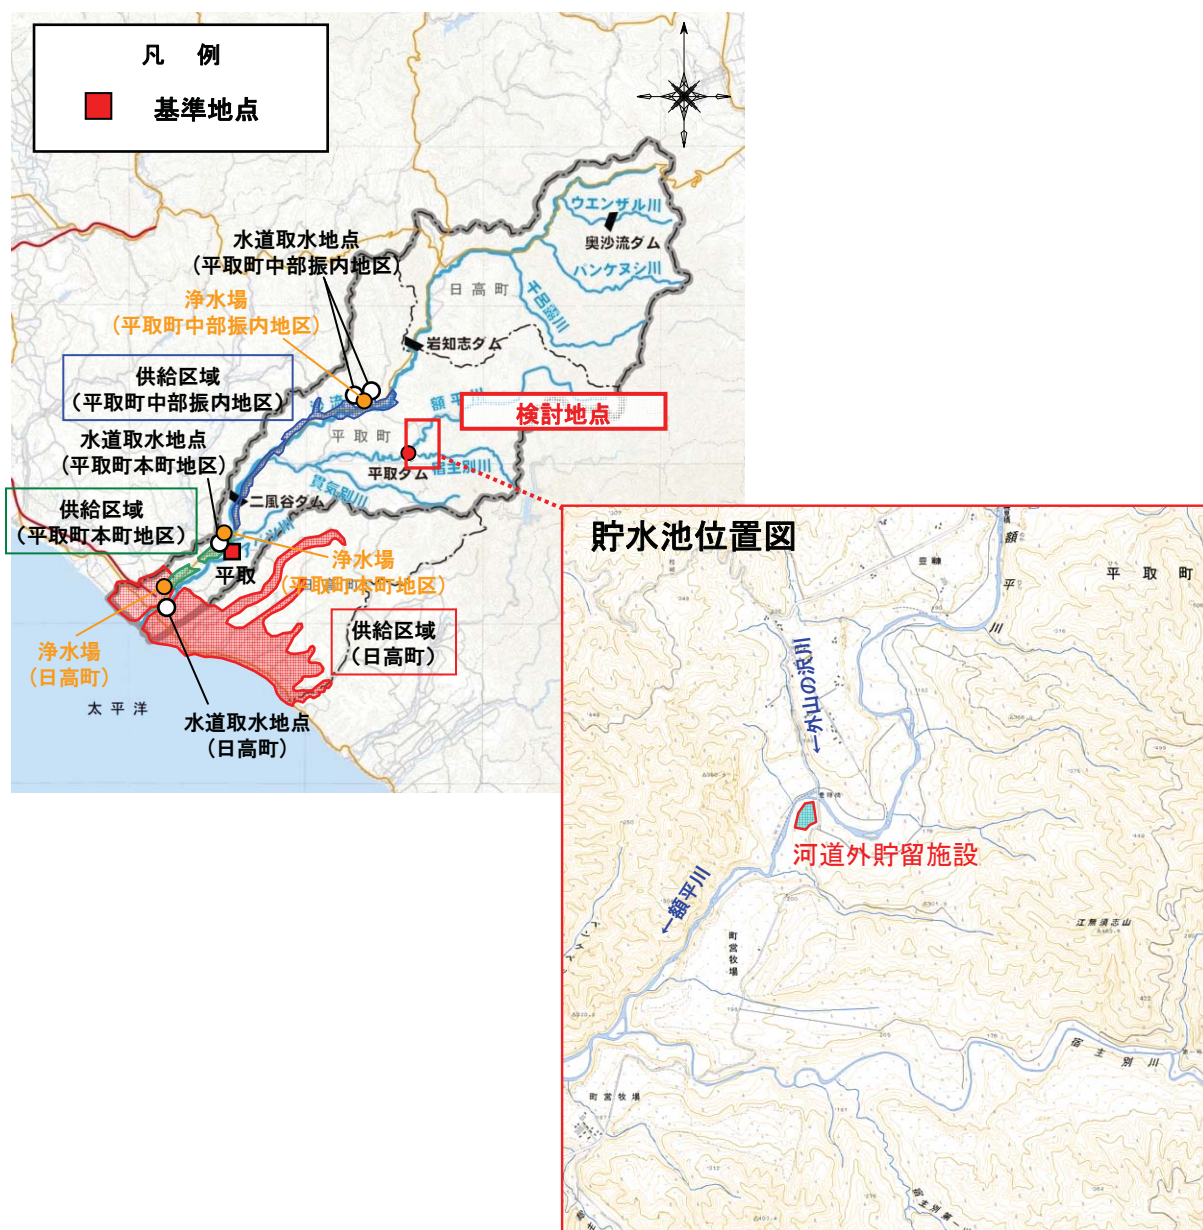 凡 例
基準地点
水道取水地点
(平取町中部振内地区)
浄水場
(平取町中部振内地区)
供給区域
(平取町中部振内地区)
水道取水地点
(平取町本町地区)
供給区域
(平取町本町地区)
ウエンザル川
奥沙流ダム
パンケヌシ川
千呂露川
日高町
岩知志ダム
額平川
検討地点
平取町
平取ダム
宿主別川
貫気別川
二風谷ダム
平取
浄水場
(平取町本町地区)
供給区域
(日高町)
浄水場
(日高町)
水道取水地点
(日高町)
太平洋
貯水池位置図
豊糠
額平川
平取町
←外山の沢川
河道外貯留施設
←額平川
町営牧場
江無須志山
宿主別川
町営牧場